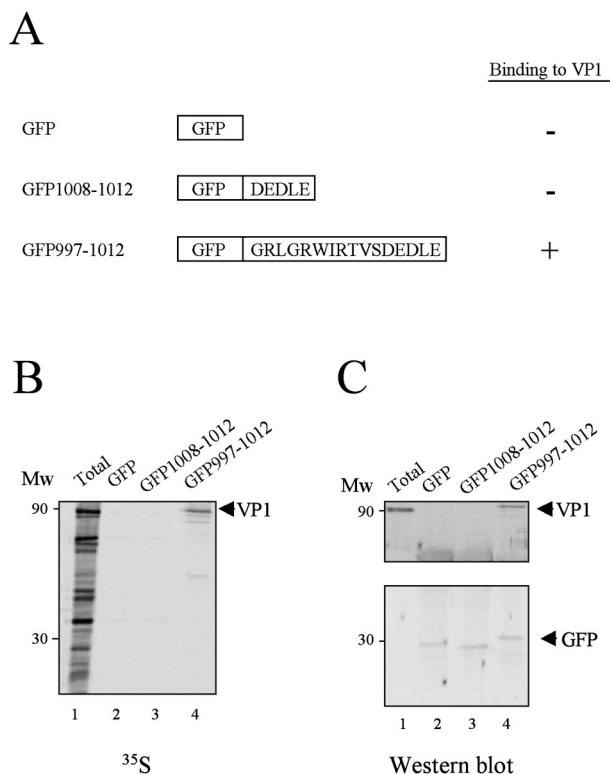 A
Binding to VP1
GFP GFP -
GFP1008-1012 GFP DEDLE -
GFP997-1012 GFP GRLGRWIRTVSDEDLE +
B
Mw Total GFP GFP1008-1012 GFP997-1012
90 VP1
30
1 2 3 4
35S
C
Mw Total GFP GFP1008-1012 GFP997-1012
90 VP1
30 GFP
1 2 3 4
Western blot